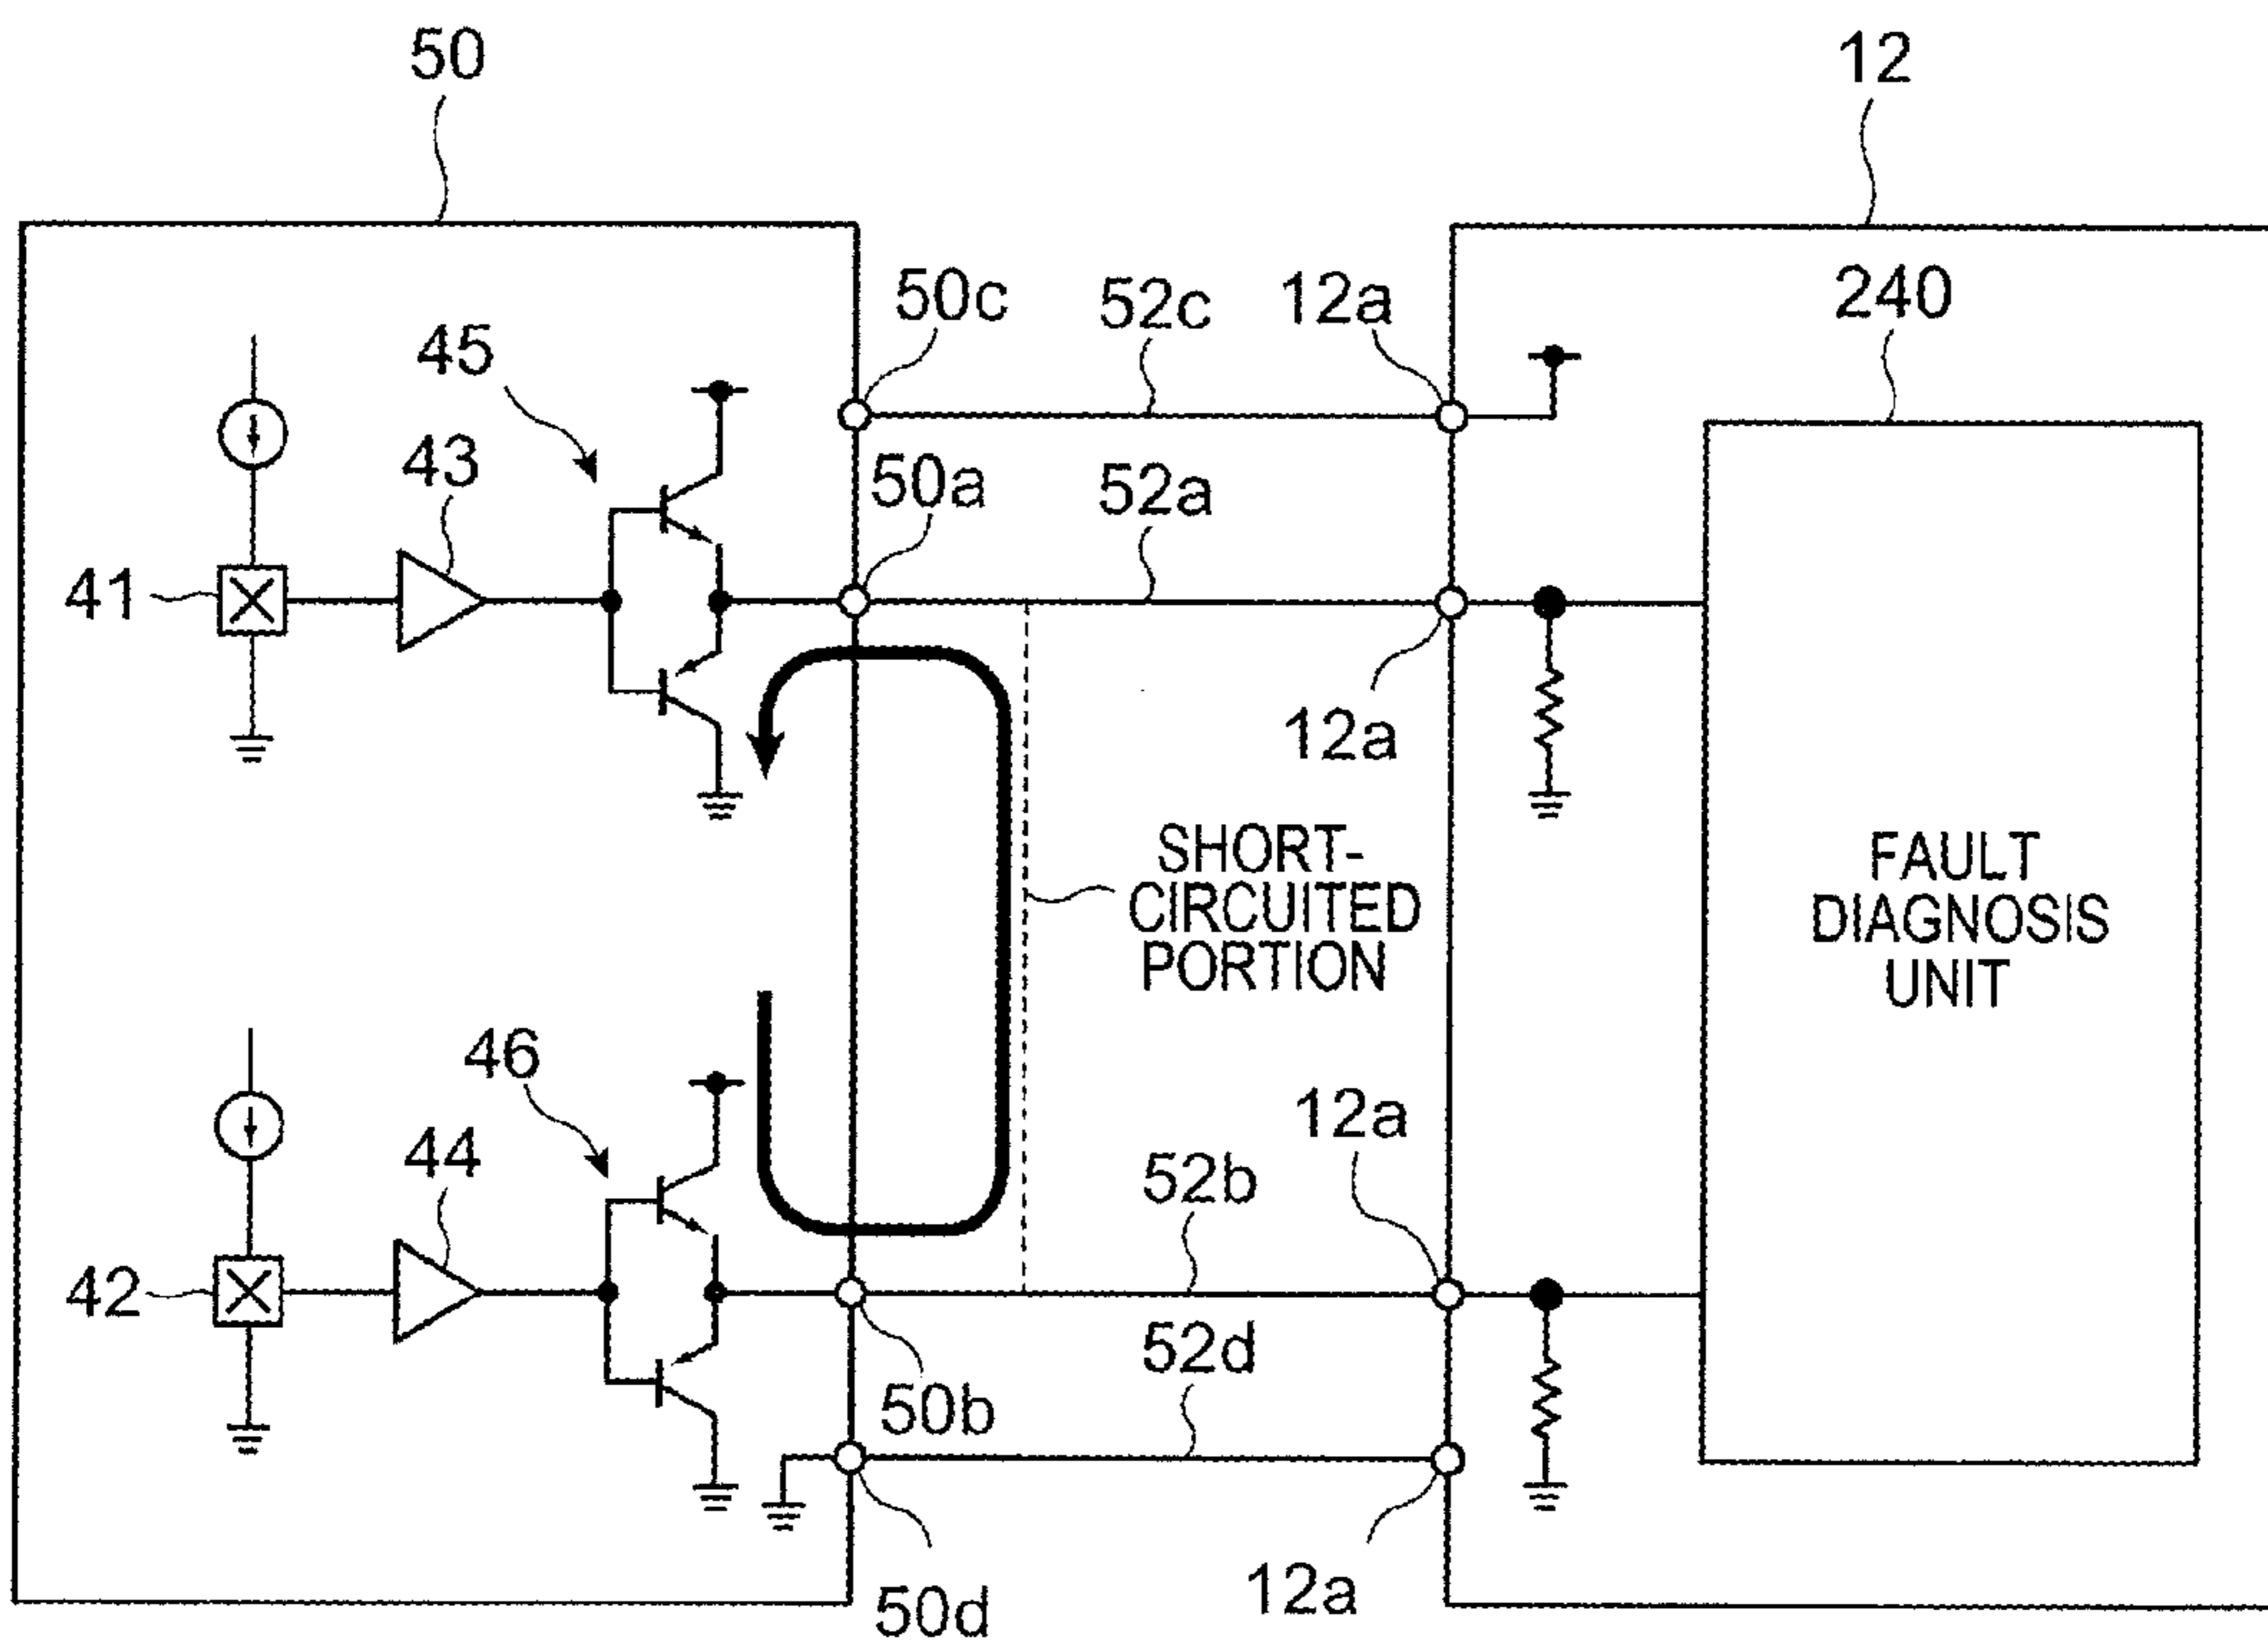 50
12
50c
52c
12a
240
45
43
50a
52a
41
12a
SHORT-
CIRCUITED
PORTION
FAULT
DIAGNOSIS
UNIT
46
44
12a
52b
42
52d
50b
50d
12a